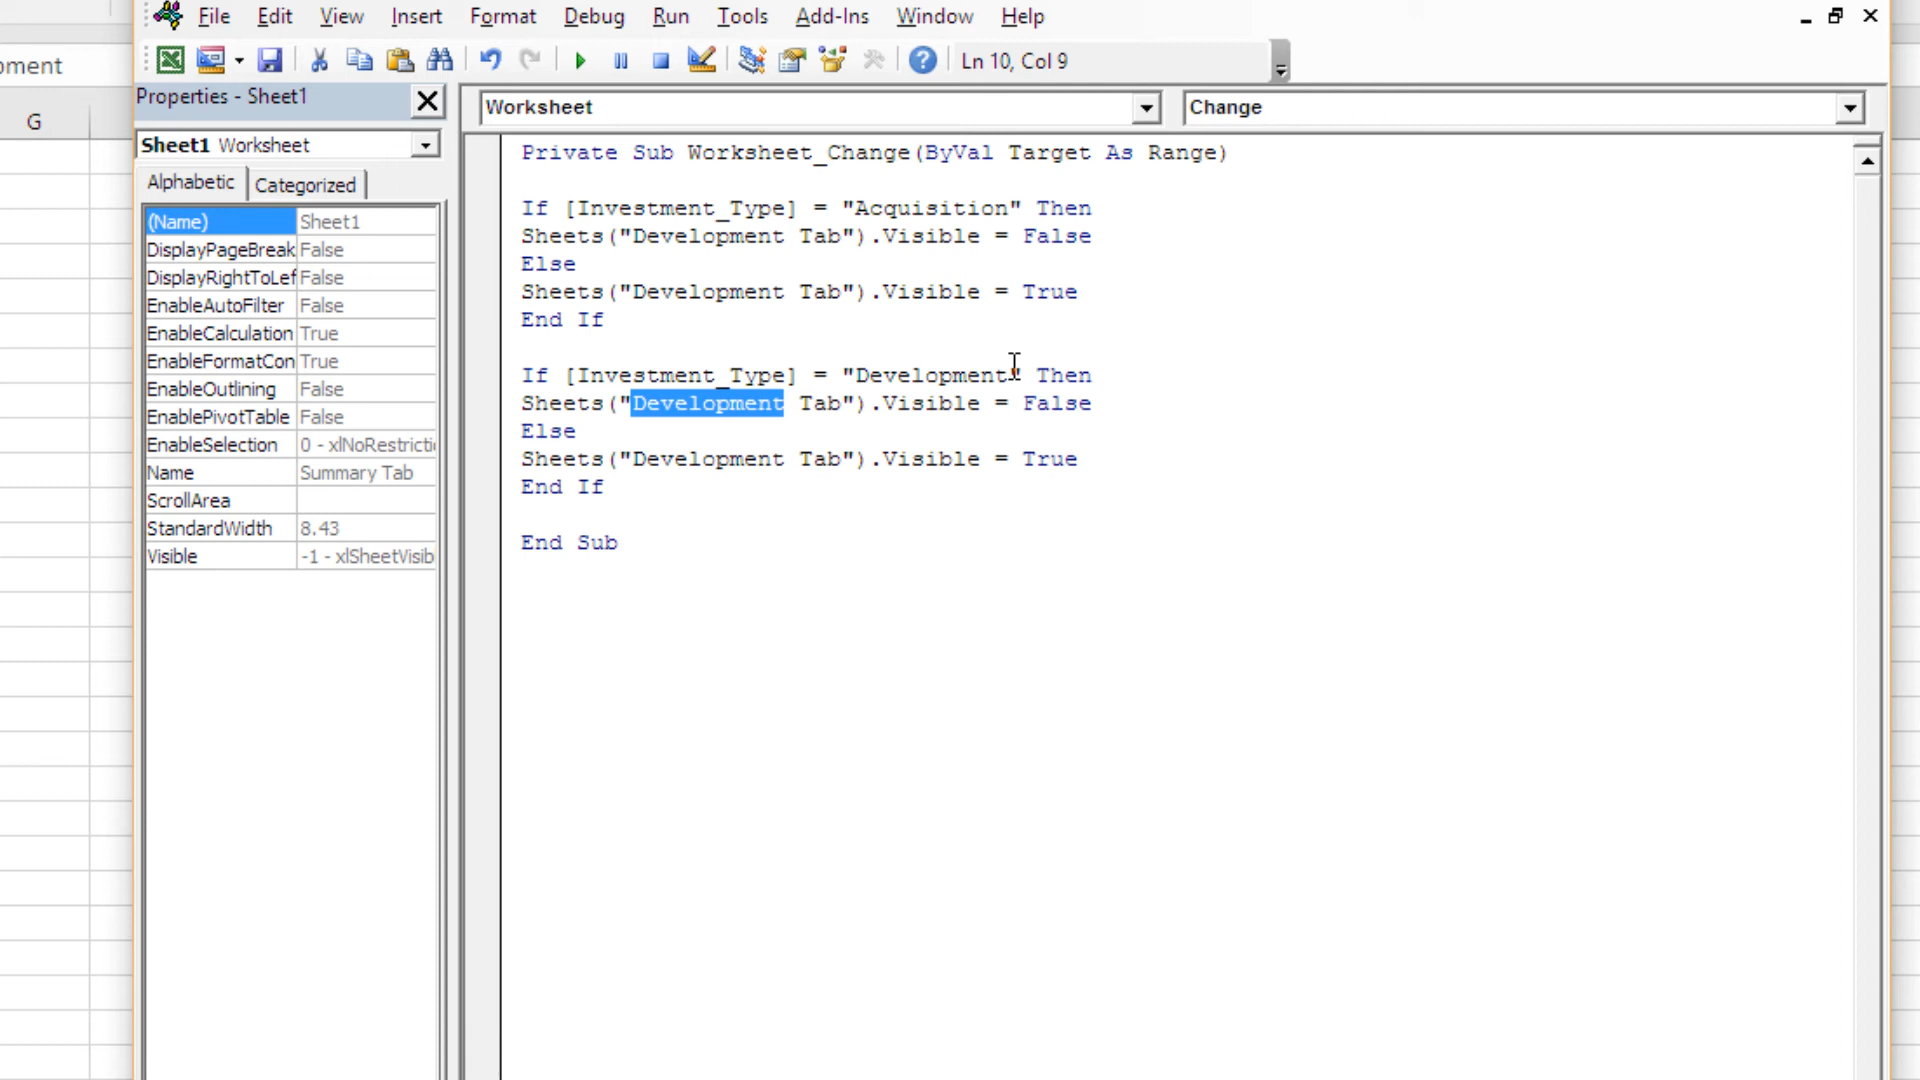 File Edit View Insert Format Debug Run Tools Add-Ins Window Help
Ln 10, Col 9
G
Properties - Sheet1
Sheet1 Worksheet
Alphabetic Categorized
(Name) Sheet1
DisplayPageBreak False
DisplayRightToLef False
EnableAutoFilter False
EnableCalculation True
EnableFormatCon True
EnableOutlining False
EnablePivotTable False
EnableSelection 0 - xlNoRestricti
Name Summary Tab
ScrollArea
StandardWidth 8.43
Visible -1 - xlSheetVisib
Worksheet Change
Private Sub Worksheet_Change(ByVal Target As Range)
If [Investment_Type] = "Acquisition" Then
Sheets("Development Tab").Visible = False
Else
Sheets("Development Tab").Visible = True
End If
If [Investment_Type] = "Development" Then
Sheets("Development Tab").Visible = False
Else
Sheets("Development Tab").Visible = True
End If
End Sub